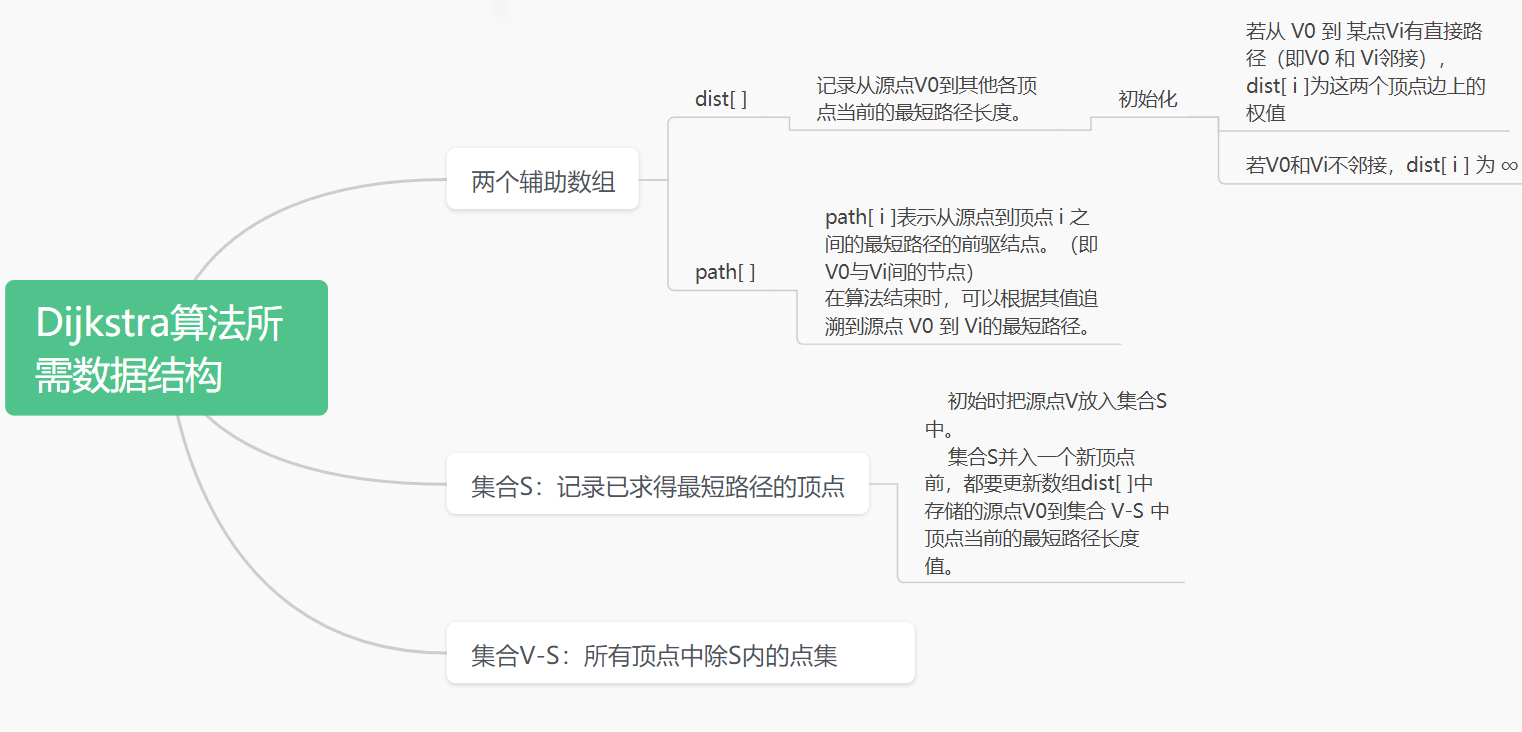 Dijkstra算法所
需数据结构
两个辅助数组
dist[ ]
记录从源点V0到其他各顶
点当前的最短路径长度。
初始化
若从 V0 到 某点Vi有直接路
径（即V0 和 Vi邻接），
dist[ i ]为这两个顶点边上的
权值
若V0和Vi不邻接，dist[ i ] 为 ∞
path[ ]
path[ i ]表示从源点到顶点 i 之
间的最短路径的前驱结点。（即
V0与Vi间的节点）
在算法结束时，可以根据其值追
溯到源点 V0 到 Vi的最短路径。
集合S：记录已求得最短路径的顶点
初始时把源点V放入集合S
中。
集合S并入一个新顶点
前，都要更新数组dist[ ]中
存储的源点V0到集合 V-S 中
顶点当前的最短路径长度
值。
集合V-S：所有顶点中除S内的点集